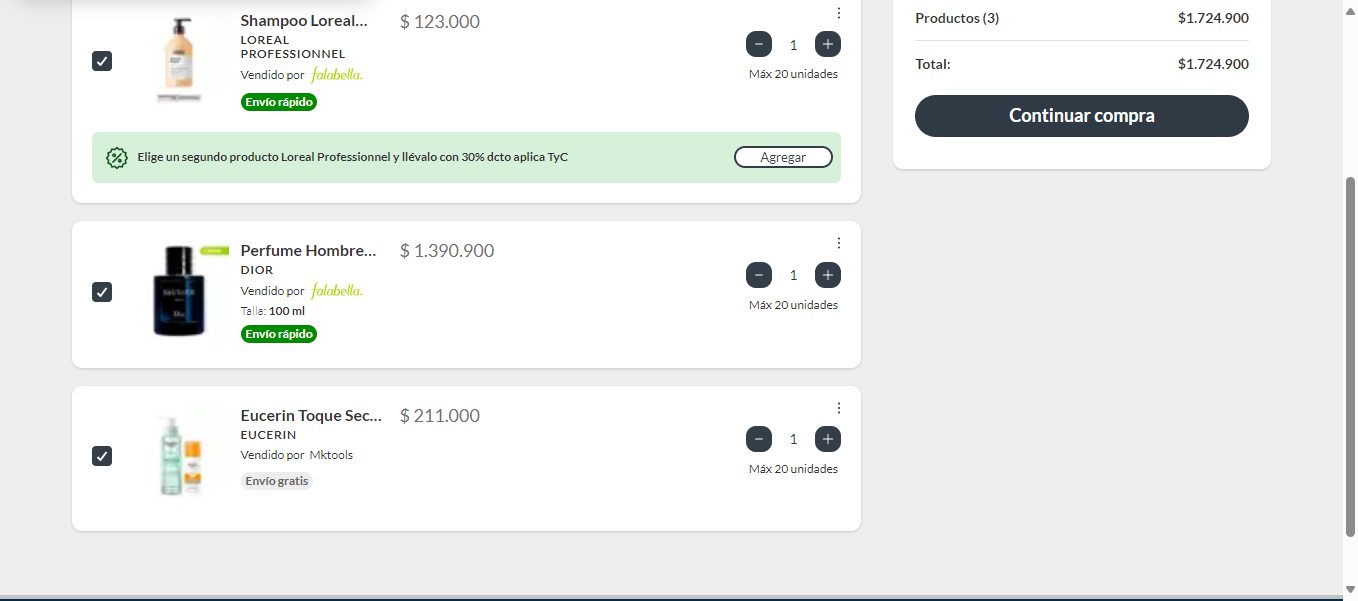 Shampoo Loreal...
$ 123.000
LOREAL
PROFESSIONNEL
Vendido por falabella.
Envío rápido
1
Máx 20 unidades
Elige un segundo producto Loreal Professionnel y llévalo con 30% dcto aplica TyC
Agregar
Perfume Hombre...
$ 1.390.900
DIOR
Vendido por falabella.
Talla: 100 ml
Envío rápido
1
Máx 20 unidades
Eucerin Toque Sec...
$ 211.000
EUCERIN
Vendido por Mktools
Envío gratis
1
Máx 20 unidades
Productos (3) $1.724.900
Total: $1.724.900
Continuar compra